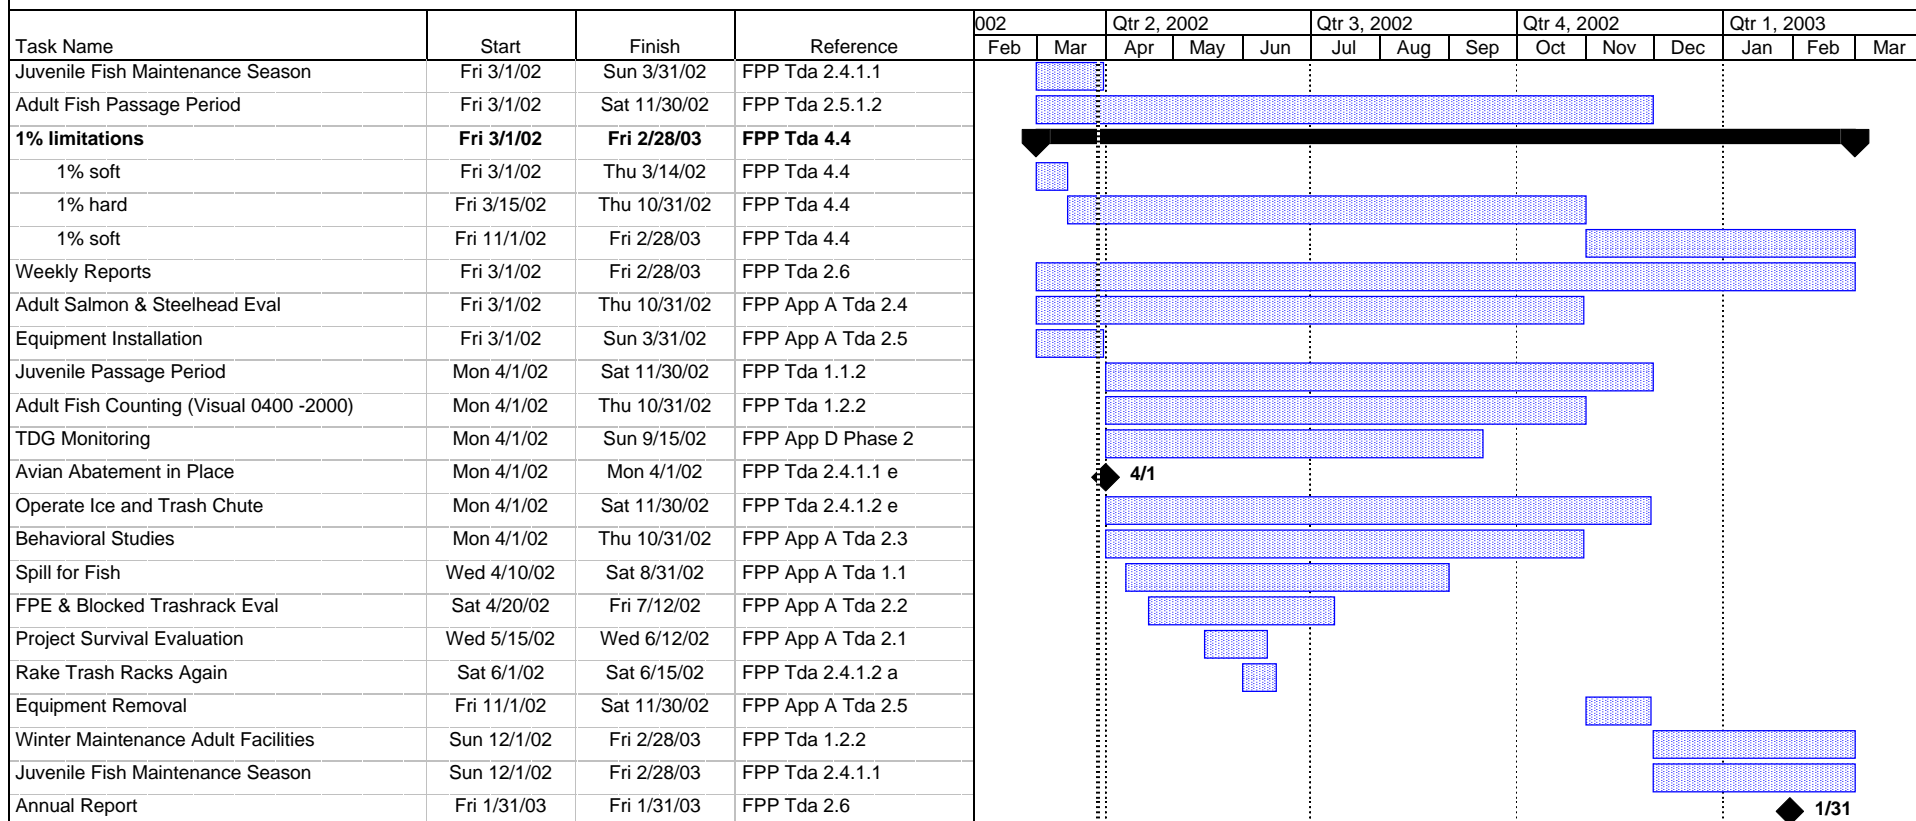 002 Qtr 2, 2002 Qtr 3, 2002 Qtr 4, 2002 Qtr 1, 2003
Task Name Start Finish Reference Feb Mar Apr May Jun Jul Aug Sep Oct Nov Dec Jan Feb Mar
Juvenile Fish Maintenance Season Fri 3/1/02 Sun 3/31/02 FPP Tda 2.4.1.1
Adult Fish Passage Period Fri 3/1/02 Sat 11/30/02 FPP Tda 2.5.1.2
1% limitations Fri 3/1/02 Fri 2/28/03 FPP Tda 4.4
1% soft Fri 3/1/02 Thu 3/14/02 FPP Tda 4.4
1% hard Fri 3/15/02 Thu 10/31/02 FPP Tda 4.4
1% soft Fri 11/1/02 Fri 2/28/03 FPP Tda 4.4
Weekly Reports Fri 3/1/02 Fri 2/28/03 FPP Tda 2.6
Adult Salmon & Steelhead Eval Fri 3/1/02 Thu 10/31/02 FPP App A Tda 2.4
Equipment Installation Fri 3/1/02 Sun 3/31/02 FPP App A Tda 2.5
Juvenile Passage Period Mon 4/1/02 Sat 11/30/02 FPP Tda 1.1.2
Adult Fish Counting (Visual 0400 -2000) Mon 4/1/02 Thu 10/31/02 FPP Tda 1.2.2
TDG Monitoring Mon 4/1/02 Sun 9/15/02 FPP App D Phase 2
Avian Abatement in Place Mon 4/1/02 Mon 4/1/02 FPP Tda 2.4.1.1 e 4/1
Operate Ice and Trash Chute Mon 4/1/02 Sat 11/30/02 FPP Tda 2.4.1.2 e
Behavioral Studies Mon 4/1/02 Thu 10/31/02 FPP App A Tda 2.3
Spill for Fish Wed 4/10/02 Sat 8/31/02 FPP App A Tda 1.1
FPE & Blocked Trashrack Eval Sat 4/20/02 Fri 7/12/02 FPP App A Tda 2.2
Project Survival Evaluation Wed 5/15/02 Wed 6/12/02 FPP App A Tda 2.1
Rake Trash Racks Again Sat 6/1/02 Sat 6/15/02 FPP Tda 2.4.1.2 a
Equipment Removal Fri 11/1/02 Sat 11/30/02 FPP App A Tda 2.5
Winter Maintenance Adult Facilities Sun 12/1/02 Fri 2/28/03 FPP Tda 1.2.2
Juvenile Fish Maintenance Season Sun 12/1/02 Fri 2/28/03 FPP Tda 2.4.1.1
Annual Report Fri 1/31/03 Fri 1/31/03 FPP Tda 2.6 1/31